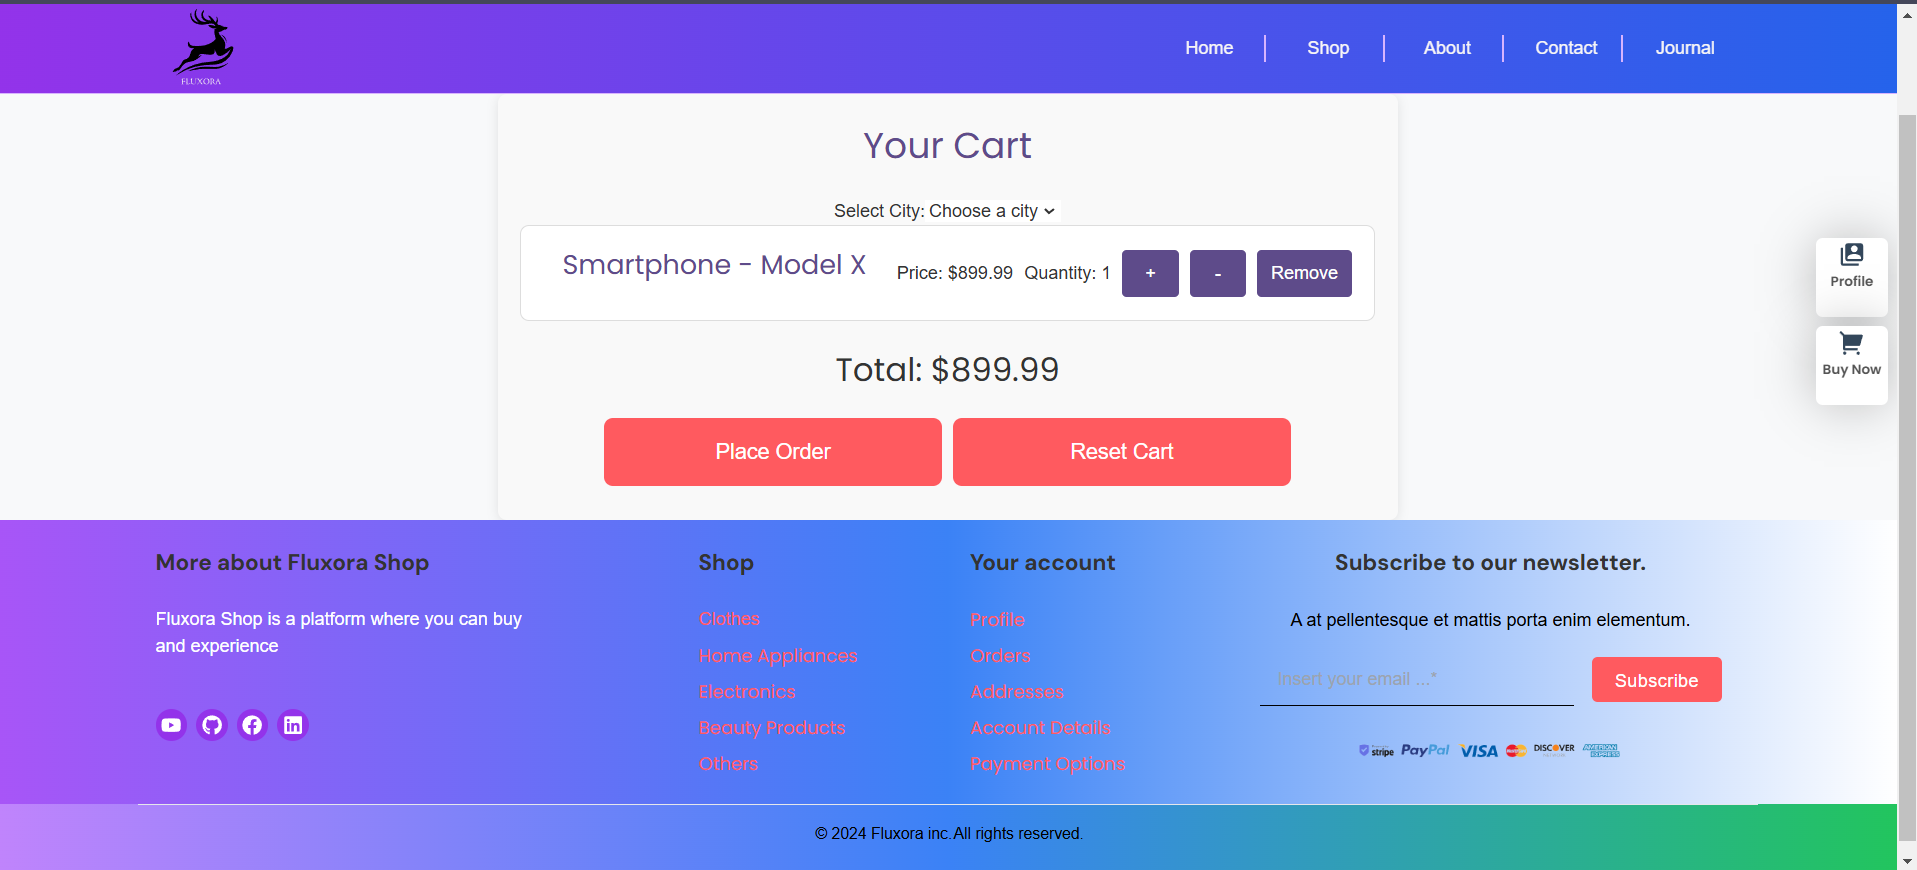 FLUXORA
Home
Shop
About
Contact
Journal
Your Cart
Select City: Choose a city
Smartphone - Model X
Price: $899.99 Quantity: 1
+
-
Remove
Total: $899.99
Place Order
Reset Cart
Profile
Buy Now
More about Fluxora Shop
Fluxora Shop is a platform where you can buy
and experience
Shop
Clothes
Home Appliances
Electronics
Beauty Products
Others
Your account
Profile
Orders
Addresses
Account Details
Payment Options
Subscribe to our newsletter.
A at pellentesque et mattis porta enim elementum.
Insert your email ...*
Subscribe
stripe
PayPal
VISA
DISCOVER
AMERICAN
EXPRESS
© 2024 Fluxora inc. All rights reserved.